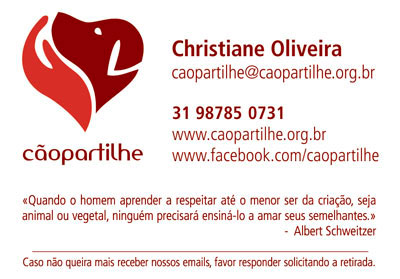 Christiane Oliveira
caopartilhe@caopartilhe.org.br
31 98785 0731
www.caopartilhe.org.br
www.facebook.com/caopartilhe
cãopartilhe
«Quando o homem aprender a respeitar até o menor ser da criação, seja
animal ou vegetal, ninguém precisará ensiná-lo a amar seus semelhantes.»
- Albert Schweitzer
Caso não queira mais receber nossos emails, favor responder solicitando a retirada.